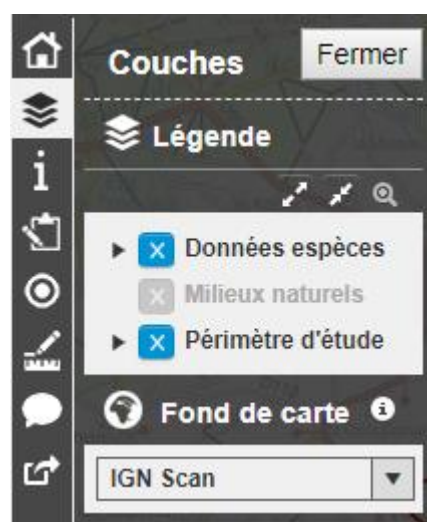 Couches
Fermer
Légende
Données espèces
Milieux naturels
Périmètre d'étude
Fond de carte
IGN Scan